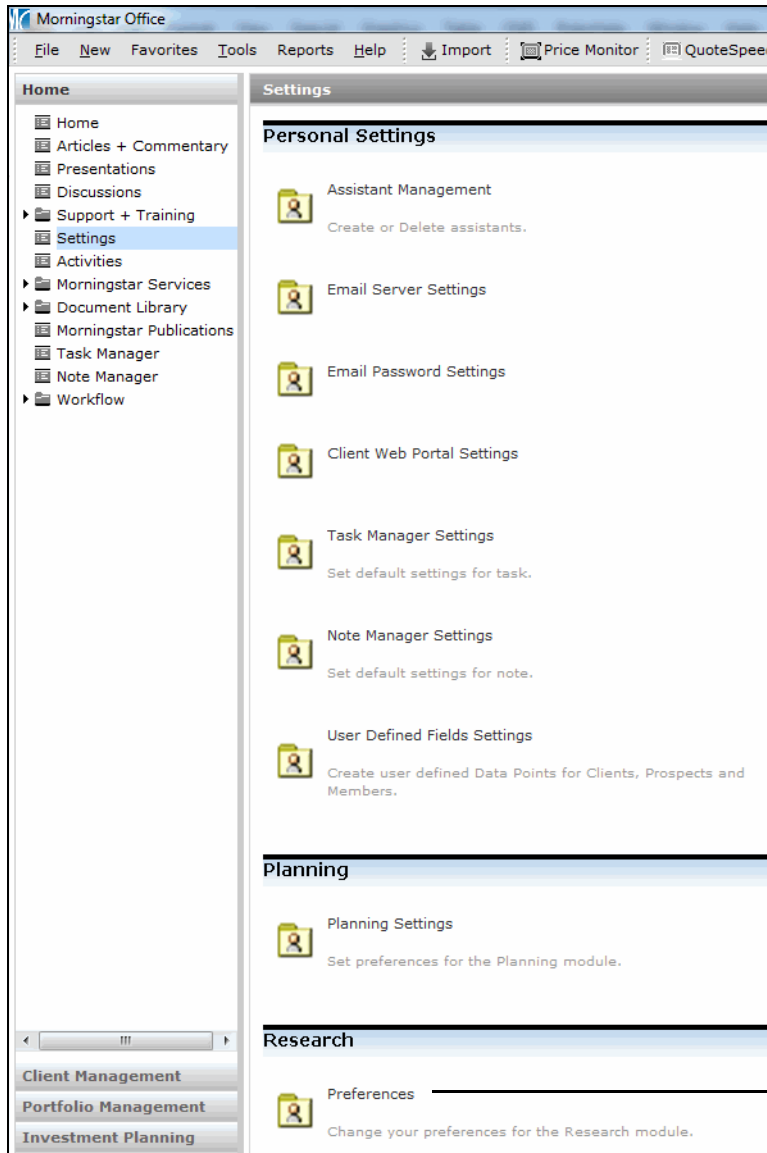 Morningstar Office
File New Favorites Tools Reports Help Import Price Monitor QuoteSpee
Home
Home
Articles + Commentary
Presentations
Discussions
Support + Training
Settings
Activities
Morningstar Services
Document Library
Morningstar Publications
Task Manager
Note Manager
Workflow
Client Management
Portfolio Management
Investment Planning
Settings
Personal Settings
Assistant Management
Create or Delete assistants.
Email Server Settings
Email Password Settings
Client Web Portal Settings
Task Manager Settings
Set default settings for task.
Note Manager Settings
Set default settings for note.
User Defined Fields Settings
Create user defined Data Points for Clients, Prospects and
Members.
Planning
Planning Settings
Set preferences for the Planning module.
Research
Preferences
Change your preferences for the Research module.